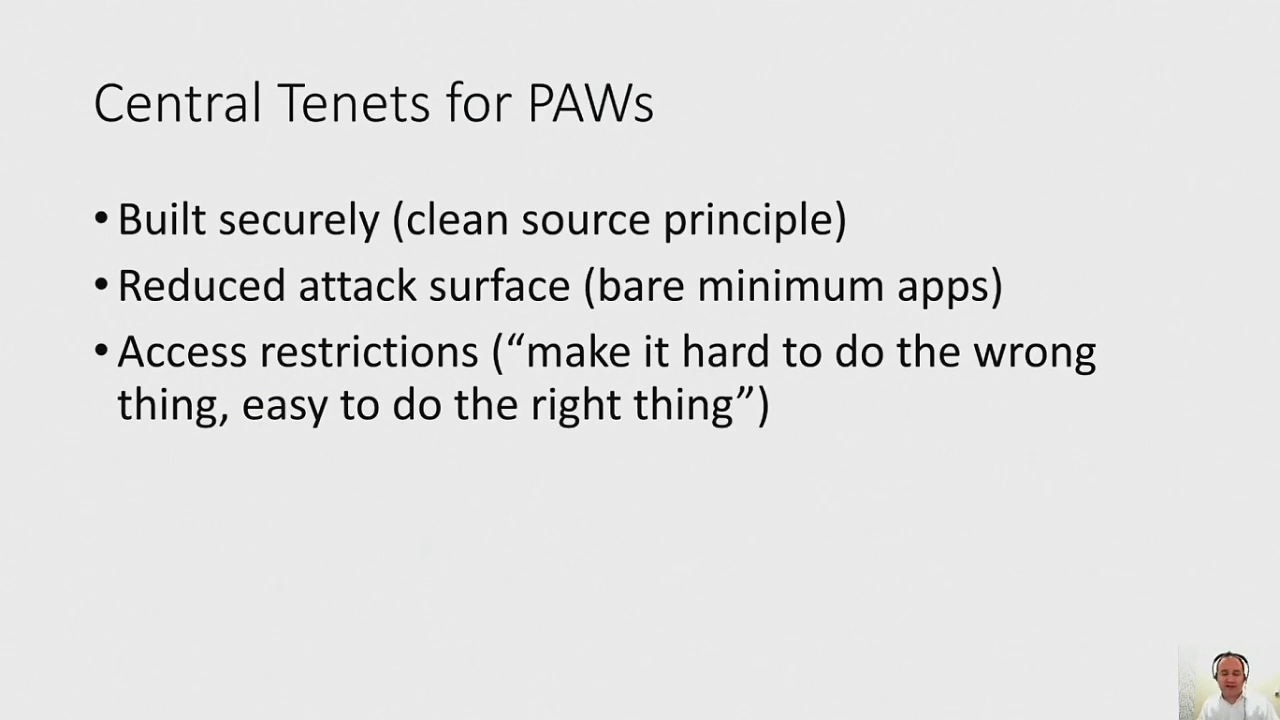 Central Tenets for PAWs
• Built securely (clean source principle)
• Reduced attack surface (bare minimum apps)
• Access restrictions (“make it hard to do the wrong
thing, easy to do the right thing”)